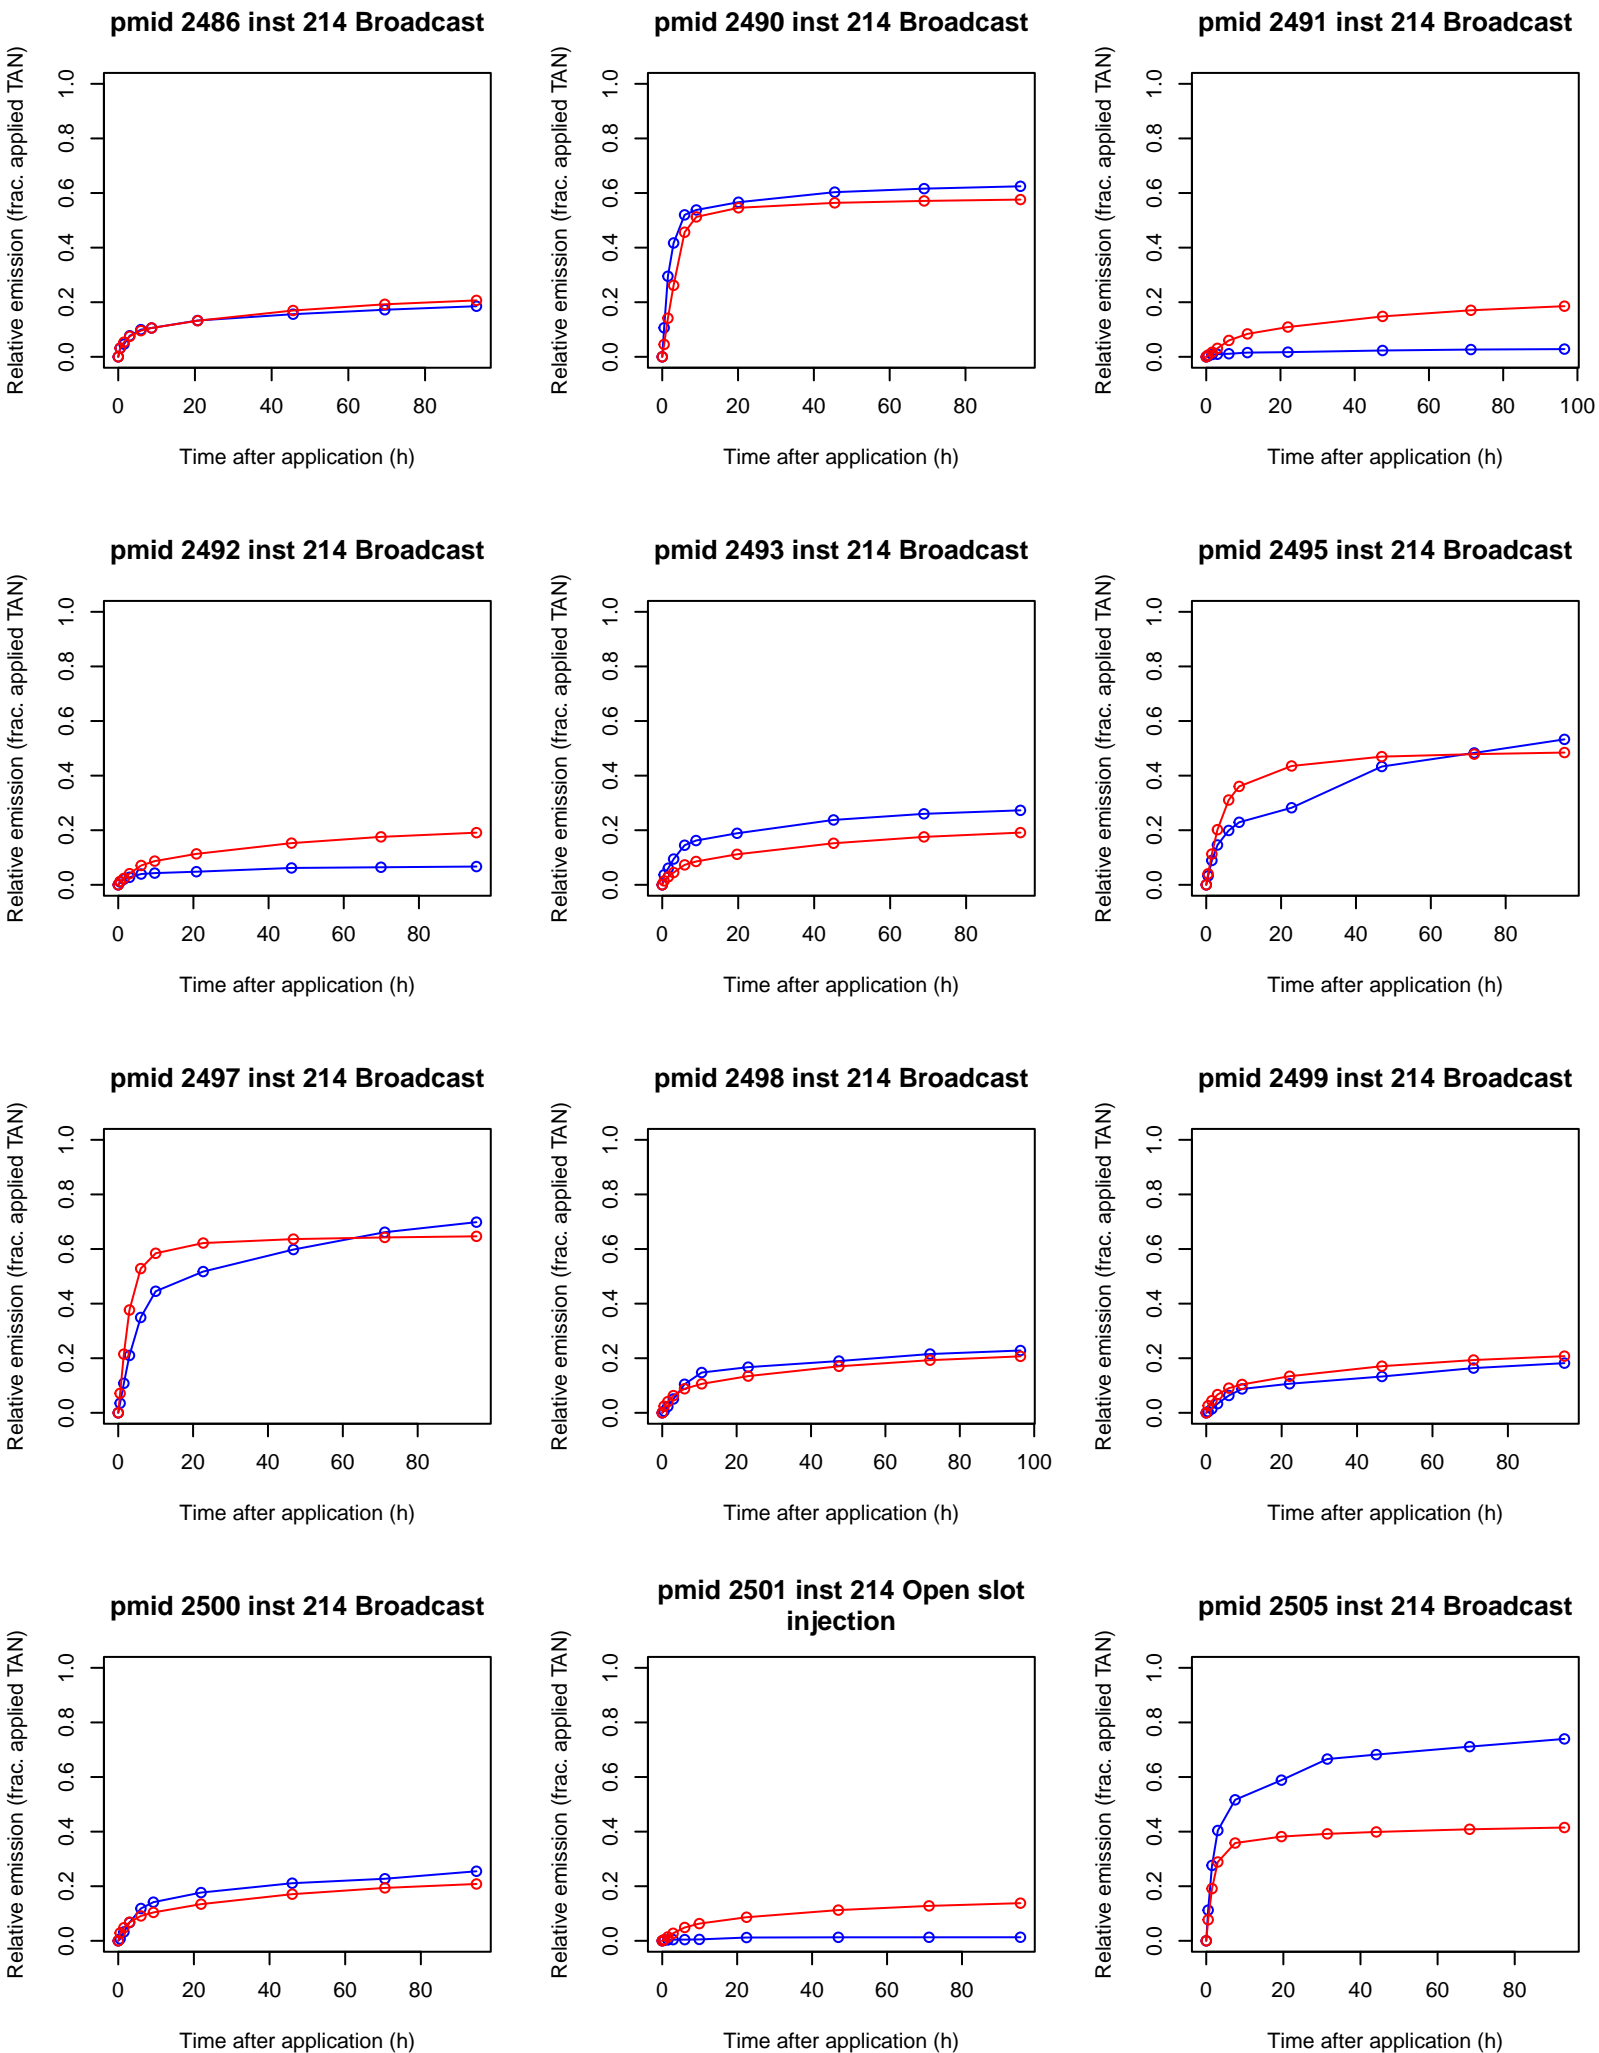 pmid 2486 inst 214 Broadcast
Relative emission (frac. applied TAN)
1.0
0.8
0.6
0.4
0.2
0.0
0 20 40 60 80
Time after application (h)
pmid 2490 inst 214 Broadcast
Relative emission (frac. applied TAN)
1.0
0.8
0.6
0.4
0.2
0.0
0 20 40 60 80
Time after application (h)
pmid 2491 inst 214 Broadcast
Relative emission (frac. applied TAN)
1.0
0.8
0.6
0.4
0.2
0.0
0 20 40 60 80 100
Time after application (h)
pmid 2492 inst 214 Broadcast
Relative emission (frac. applied TAN)
1.0
0.8
0.6
0.4
0.2
0.0
0 20 40 60 80
Time after application (h)
pmid 2493 inst 214 Broadcast
Relative emission (frac. applied TAN)
1.0
0.8
0.6
0.4
0.2
0.0
0 20 40 60 80
Time after application (h)
pmid 2495 inst 214 Broadcast
Relative emission (frac. applied TAN)
1.0
0.8
0.6
0.4
0.2
0.0
0 20 40 60 80
Time after application (h)
pmid 2497 inst 214 Broadcast
Relative emission (frac. applied TAN)
1.0
0.8
0.6
0.4
0.2
0.0
0 20 40 60 80
Time after application (h)
pmid 2498 inst 214 Broadcast
Relative emission (frac. applied TAN)
1.0
0.8
0.6
0.4
0.2
0.0
0 20 40 60 80 100
Time after application (h)
pmid 2499 inst 214 Broadcast
Relative emission (frac. applied TAN)
1.0
0.8
0.6
0.4
0.2
0.0
0 20 40 60 80
Time after application (h)
pmid 2500 inst 214 Broadcast
Relative emission (frac. applied TAN)
1.0
0.8
0.6
0.4
0.2
0.0
0 20 40 60 80
Time after application (h)
pmid 2501 inst 214 Open slot
injection
Relative emission (frac. applied TAN)
1.0
0.8
0.6
0.4
0.2
0.0
0 20 40 60 80
Time after application (h)
pmid 2505 inst 214 Broadcast
Relative emission (frac. applied TAN)
1.0
0.8
0.6
0.4
0.2
0.0
0 20 40 60 80
Time after application (h)